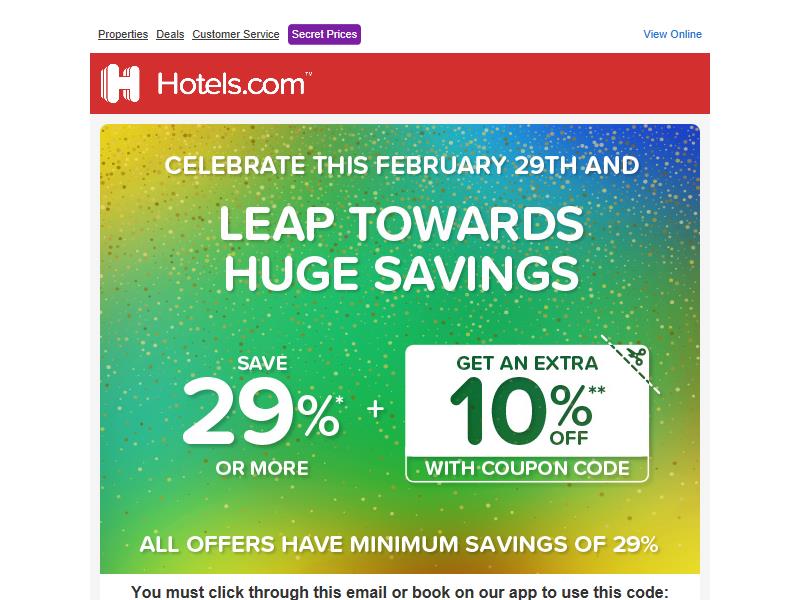 Properties Deals Customer Service Secret Prices View Online
Hotels.com™
CELEBRATE THIS FEBRUARY 29TH AND
LEAP TOWARDS
HUGE SAVINGS
SAVE
29%*
OR MORE
+
GET AN EXTRA
10%**
OFF
WITH COUPON CODE
ALL OFFERS HAVE MINIMUM SAVINGS OF 29%
You must click through this email or book on our app to use this code: